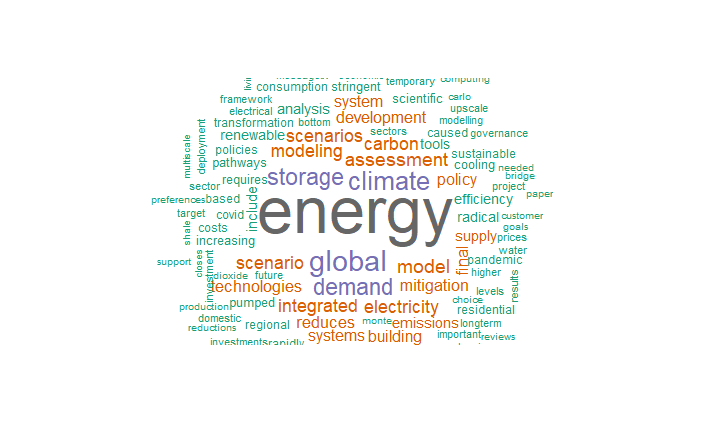 temporary computing
consumption stringent
framework system scientific carlo
electrical analysis upscale
transformation bottom development modelling
renewable scenarios sectors caused governance
multiscale deployment policies modeling carbon tools
pathways assessment sustainable
sector requires storage climate policy cooling needed
bridge
project
preferences based include energy efficiency paper
target covid radical customer
shale costs supply prices goals
increasing water
support closes scenario global model final pandemic
dioxide future higher
investment technologies demand mitigation levels results
production pumped integrated electricity choice residential
domestic regional reduces monte emissions longterm
reductions systems building important reviews
investments rapidly